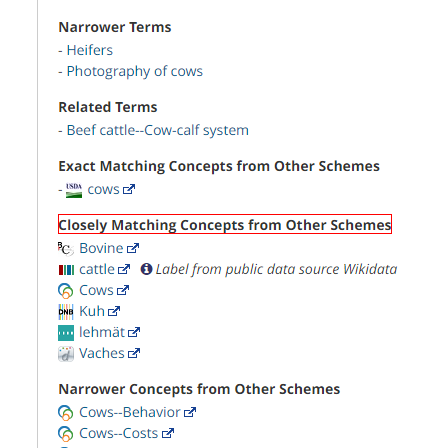 Narrower Terms
- Heifers
- Photography of cows
Related Terms
- Beef cattle--Cow-calf system
Exact Matching Concepts from Other Schemes
- USDA cows
Closely Matching Concepts from Other Schemes
Bovine
cattle Label from public data source Wikidata
Cows
DNB Kuh
lehmät
Vaches
Narrower Concepts from Other Schemes
Cows--Behavior
Cows--Costs